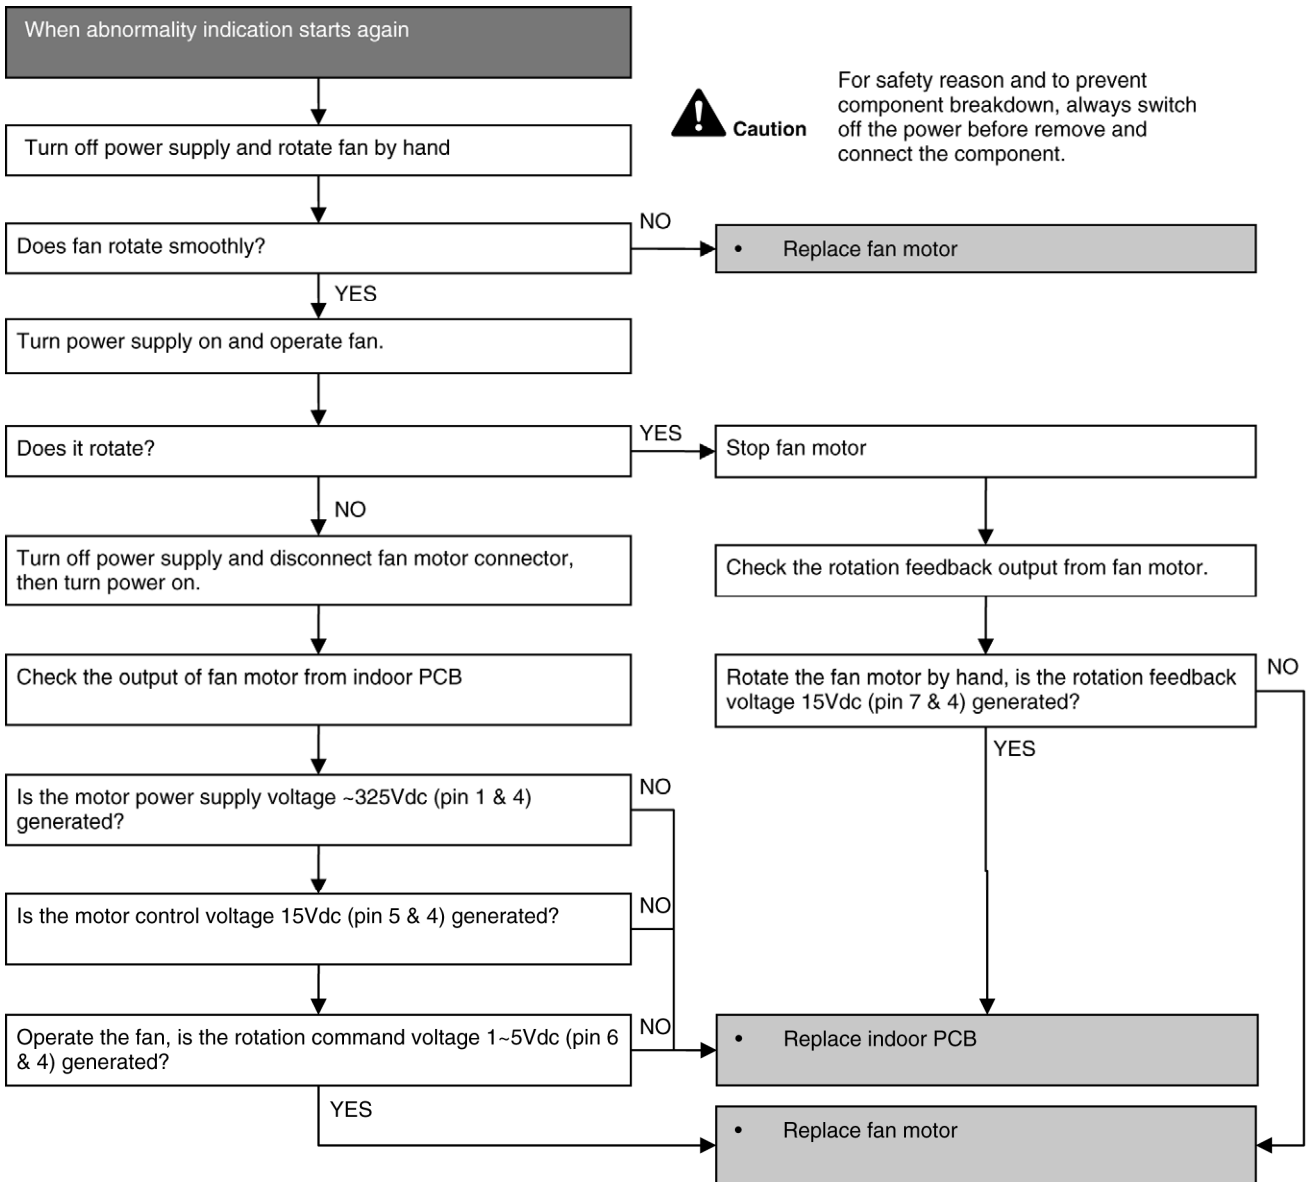 When abnormality indication starts again
For safety reason and to prevent
component breakdown, always switch
off the power before remove and
connect the component.
Caution
Turn off power supply and rotate fan by hand
Does fan rotate smoothly?
NO
• Replace fan motor
YES
Turn power supply on and operate fan.
Does it rotate?
YES
Stop fan motor
NO
Turn off power supply and disconnect fan motor connector,
then turn power on.
Check the rotation feedback output from fan motor.
Check the output of fan motor from indoor PCB
Rotate the fan motor by hand, is the rotation feedback
voltage 15Vdc (pin 7 & 4) generated?
NO
YES
Is the motor power supply voltage ~325Vdc (pin 1 & 4)
generated?
NO
Is the motor control voltage 15Vdc (pin 5 & 4) generated?
NO
Operate the fan, is the rotation command voltage 1~5Vdc (pin 6
& 4) generated?
NO
• Replace indoor PCB
YES
• Replace fan motor